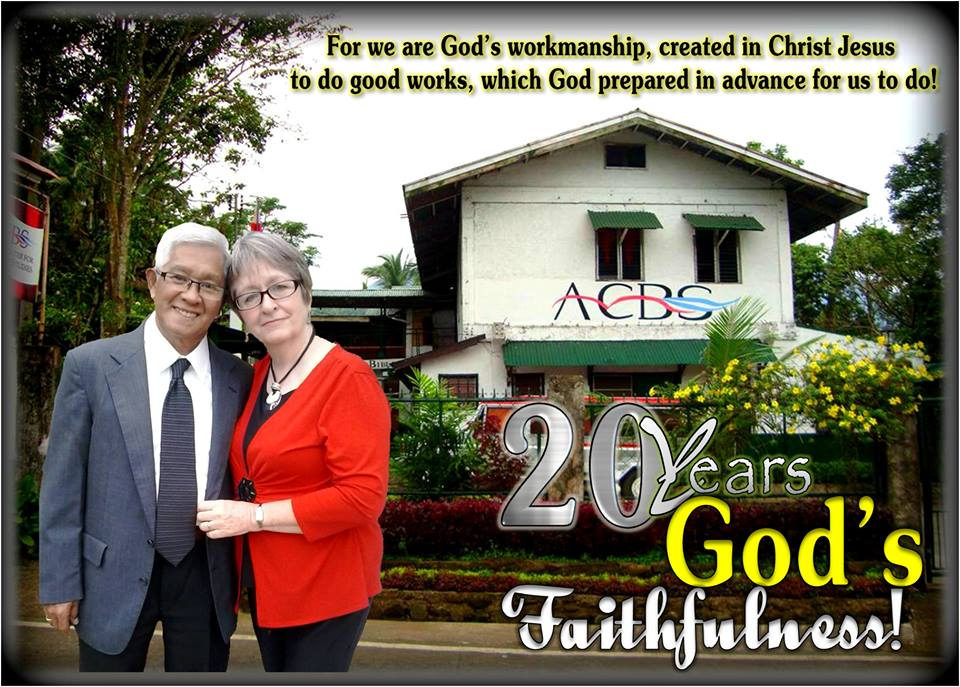 For we are God's workmanship, created in Christ Jesus
to do good works, which God prepared in advance for us to do!
ACBS
20 Years
God's
Faithfulness!